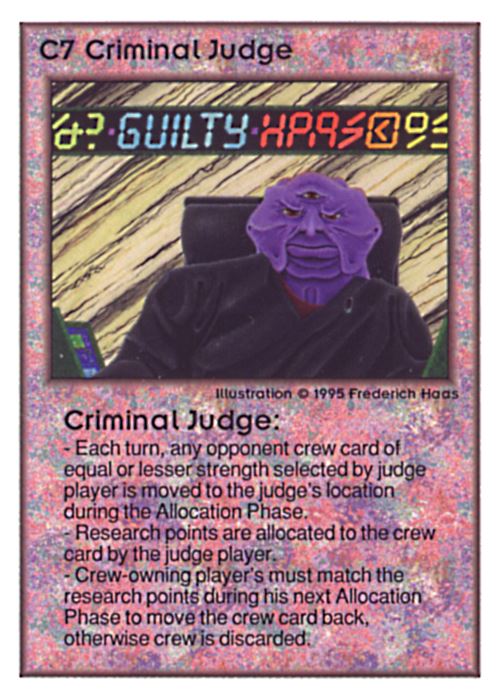 C7 Criminal Judge
GUILTY
Illustration © 1995 Frederich Haas
Criminal Judge:
- Each turn, any opponent crew card of
equal or lesser strength selected by judge
player is moved to the judge's location
during the Allocation Phase.
- Research points are allocated to the crew
card by the judge player.
- Crew-owning player's must match the
research points during his next Allocation
Phase to move the crew card back,
otherwise crew is discarded.